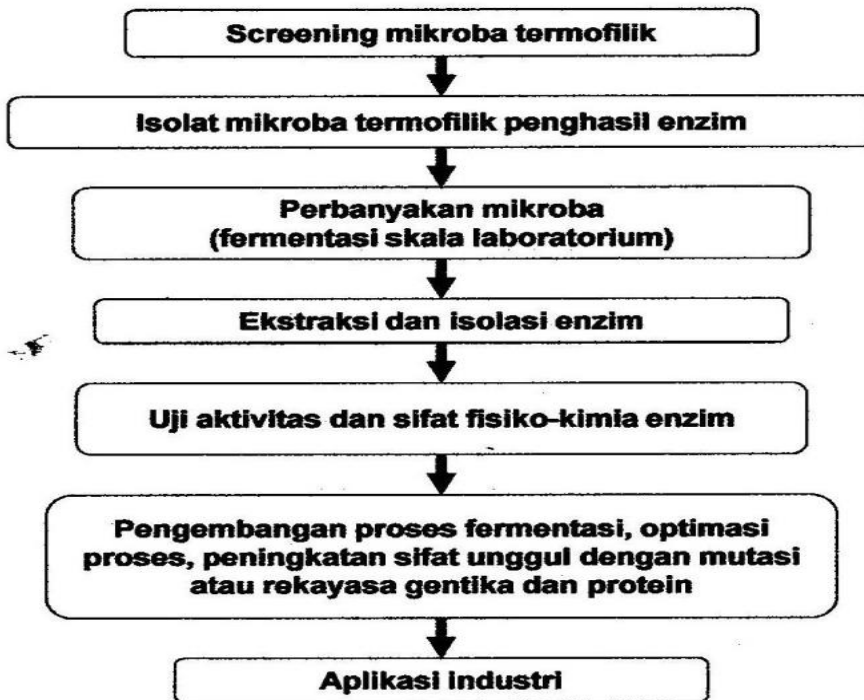 Screening mikroba termofilik
Isolat mikroba termofilik penghasil enzim
Perbanyakan mikroba
(fermentasi skala laboratorium)
Ekstraksi dan isolasi enzim
Uji aktivitas dan sifat fisiko-kimia enzim
Pengembangan proses fermentasi, optimasi
proses, peningkatan sifat unggul dengan mutasi
atau rekayasa gentika dan protein
Aplikasi industri